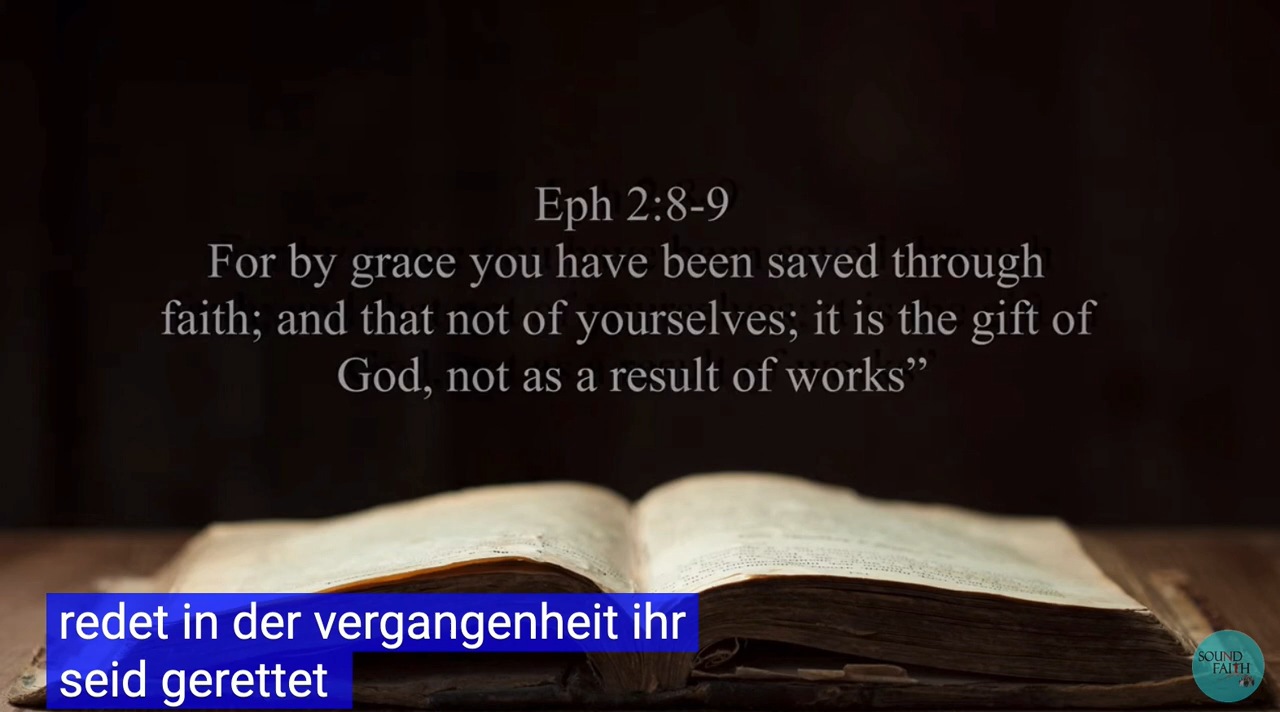 Eph 2:8-9
For by grace you have been saved through
faith; and that not of yourselves; it is the gift of
God, not as a result of works”
redet in der vergangenheit ihr
seid gerettet
SOUND
FAITH